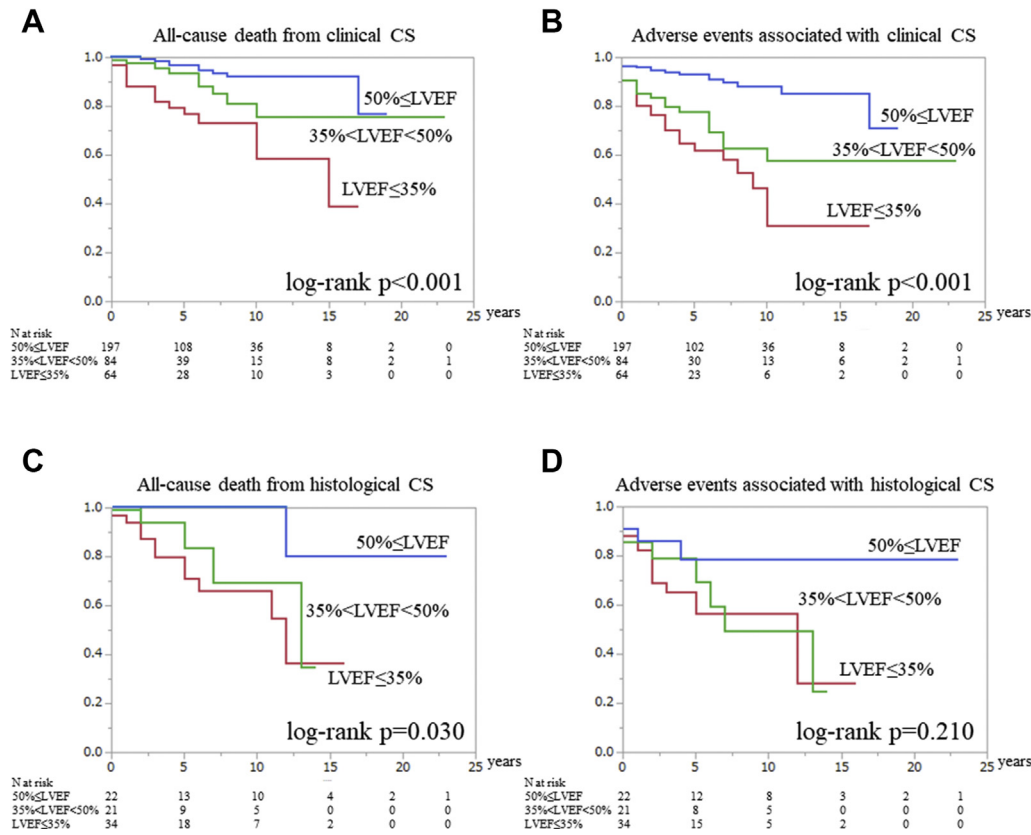 A
All-cause death from clinical CS
1.0
0.8
0.6
0.4
0.2
0.0
50%≤LVEF
35%<LVEF<50%
LVEF≤35%
log-rank p<0.001
0 5 10 15 20 25 years
N at risk
50%≤LVEF 197 108 36 8 2 0
35%<LVEF<50% 84 39 15 8 2 1
LVEF≤35% 64 28 10 3 0 0
B
Adverse events associated with clinical CS
1.0
0.8
0.6
0.4
0.2
0.0
50%≤LVEF
35%<LVEF<50%
LVEF≤35%
log-rank p<0.001
0 5 10 15 20 25 years
N at risk
50%≤LVEF 197 102 36 8 2 0
35%<LVEF<50% 84 30 13 6 2 1
LVEF≤35% 64 23 6 2 0 0
C
All-cause death from histological CS
1.0
0.8
0.6
0.4
0.2
0.0
50%≤LVEF
35%<LVEF<50%
LVEF≤35%
log-rank p=0.030
0 5 10 15 20 25 years
N at risk
50%≤LVEF 22 13 10 4 2 1
35%<LVEF<50% 21 9 5 0 0 0
LVEF≤35% 34 18 7 2 0 0
D
Adverse events associated with histological CS
1.0
0.8
0.6
0.4
0.2
0.0
50%≤LVEF
35%<LVEF<50%
LVEF≤35%
log-rank p=0.210
0 5 10 15 20 25 years
N at risk
50%≤LVEF 22 12 8 3 2 1
35%<LVEF<50% 21 8 5 0 0 0
LVEF≤35% 34 15 5 2 0 0